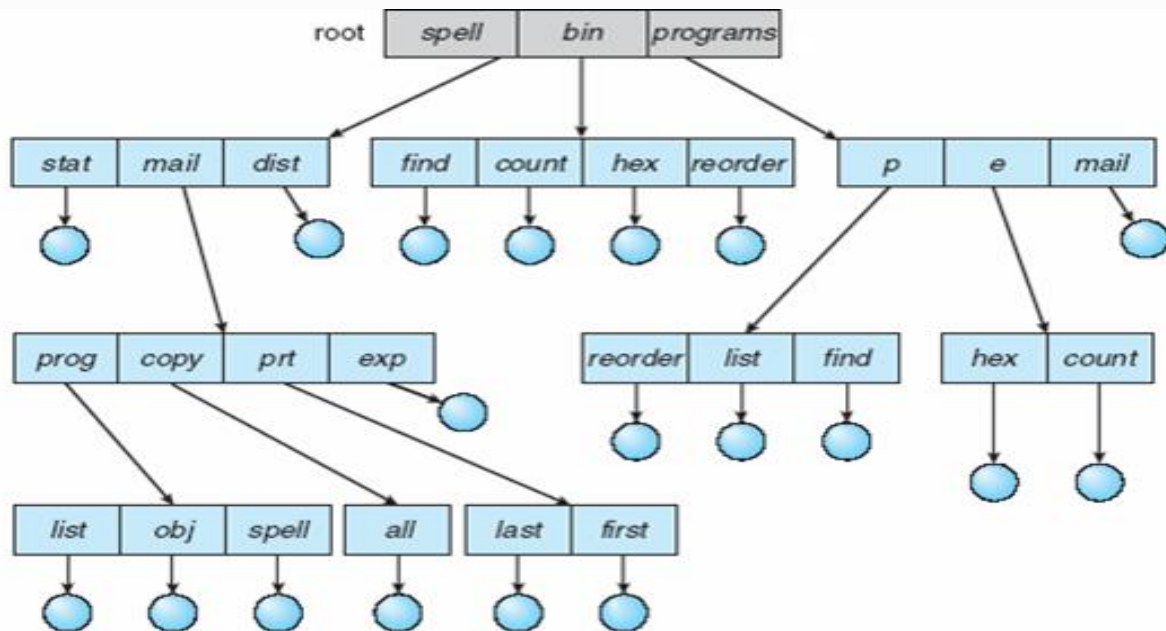 root spell bin programs
stat mail dist find count hex reorder p e mail
prog copy prt exp reorder list find hex count
list obj spell all last first